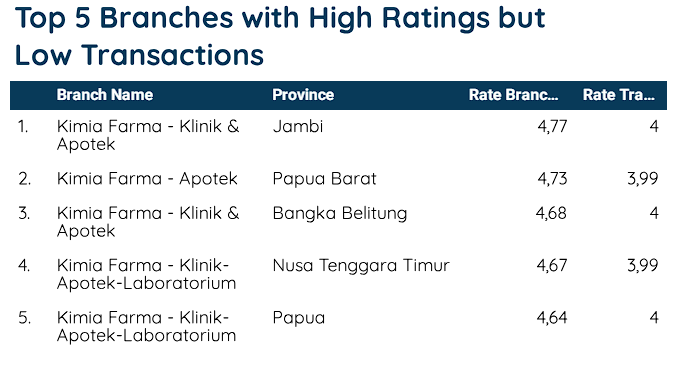 Top 5 Branches with High Ratings but
Low Transactions
Branch Name Province Rate Branc... Rate Tra...
1. Kimia Farma - Klinik & Jambi 4,77 4
Apotek
2. Kimia Farma - Apotek Papua Barat 4,73 3,99
3. Kimia Farma - Klinik & Bangka Belitung 4,68 4
Apotek
4. Kimia Farma - Klinik- Nusa Tenggara Timur 4,67 3,99
Apotek-Laboratorium
5. Kimia Farma - Klinik- Papua 4,64 4
Apotek-Laboratorium